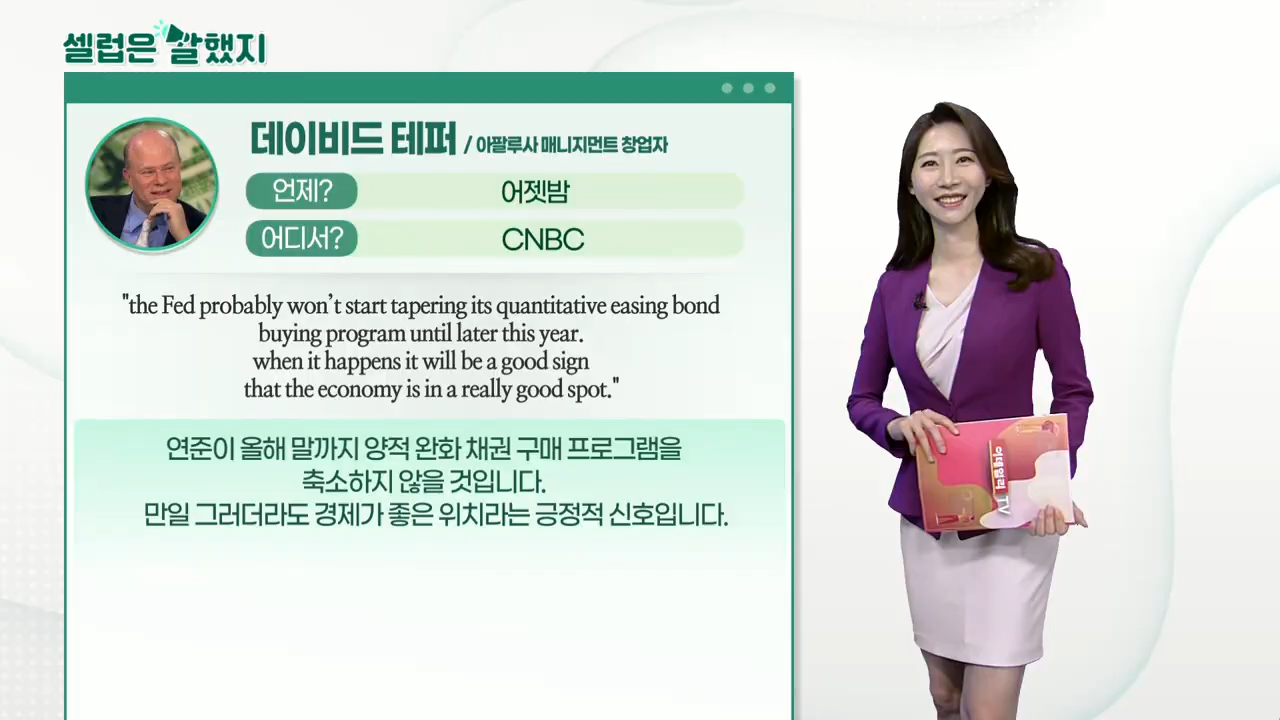 셀럽은 말했지
데이비드 테퍼 / 아팔루사 매니지먼트 창업자
언제? 어젯밤
어디서? CNBC
"the Fed probably won’t start tapering its quantitative easing bond
buying program until later this year.
when it happens it will be a good sign
that the economy is in a really good spot."
연준이 올해 말까지 양적 완화 채권 구매 프로그램을
축소하지 않을 것입니다.
만일 그러더라도 경제가 좋은 위치라는 긍정적 신호입니다.
이데일리 TV